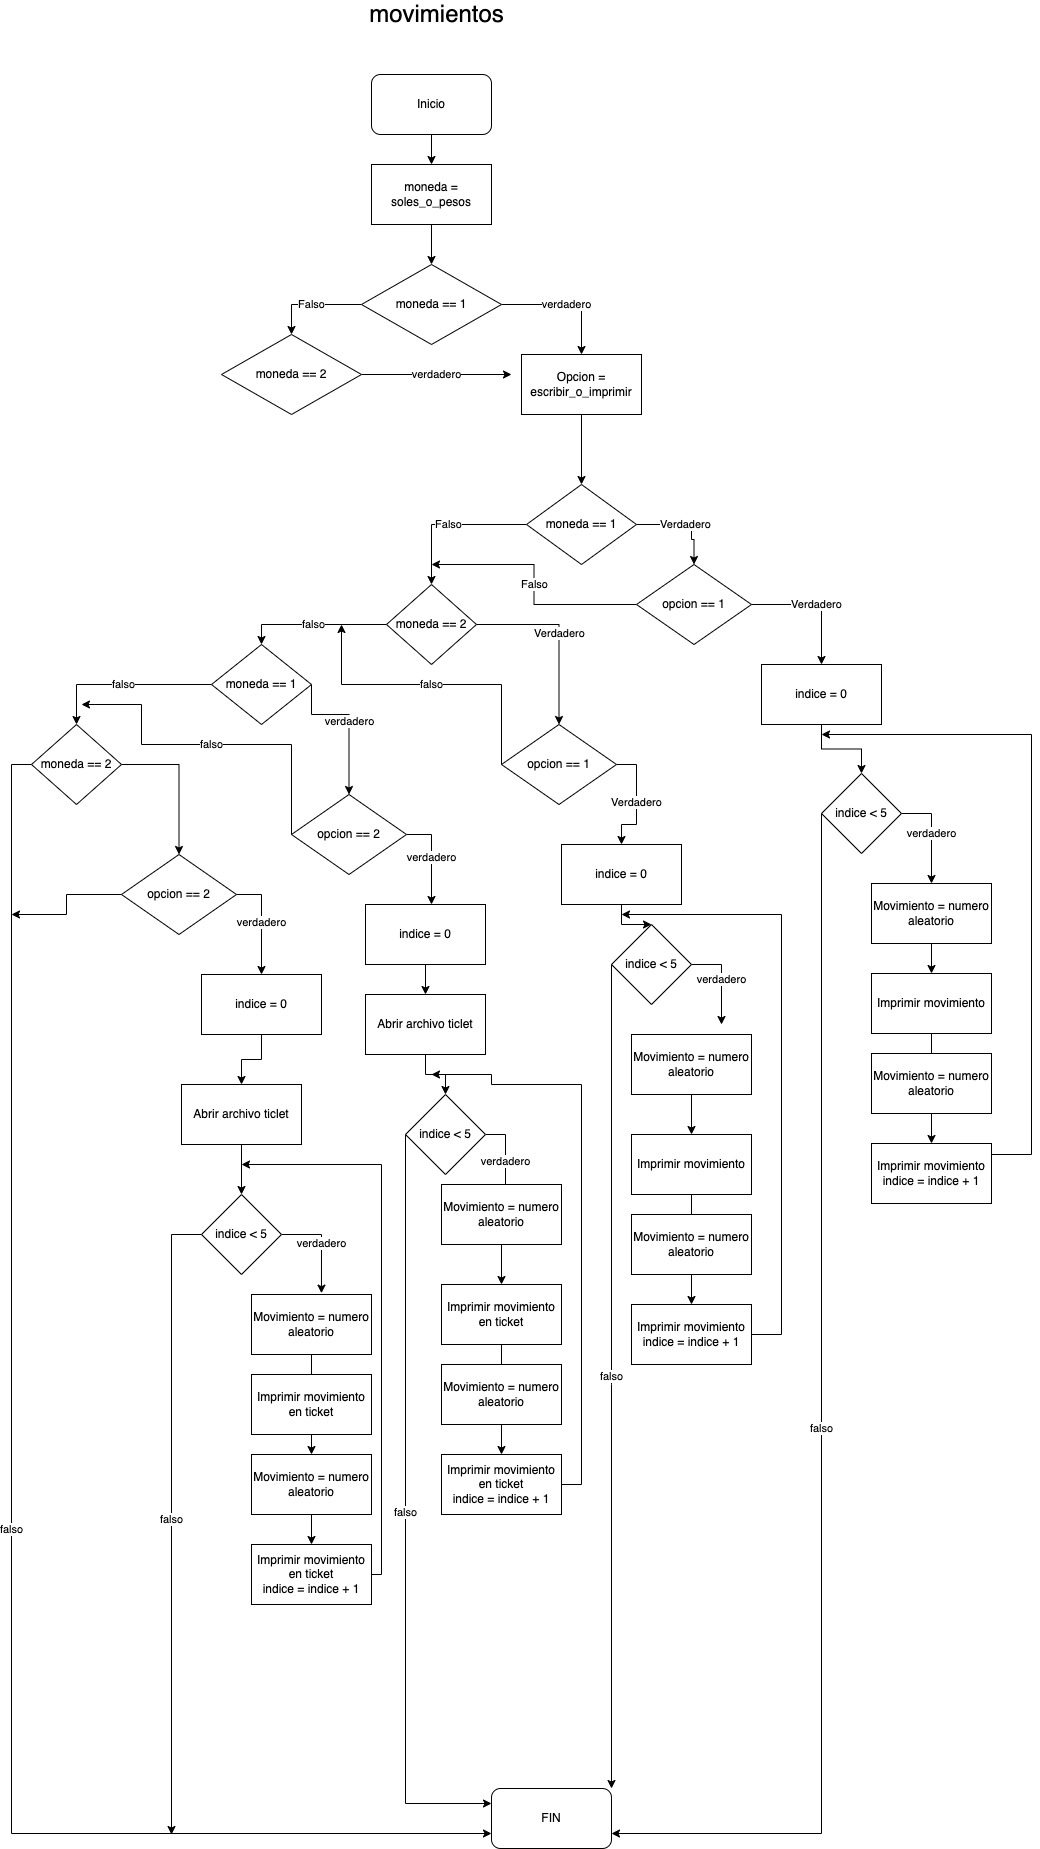 movimientos
Inicio
moneda =
soles_o_pesos
moneda == 1
Falso
verdadero
moneda == 2
verdadero
Opcion =
escribir_o_imprimir
moneda == 1
Falso
Verdadero
opcion == 1
Falso
Verdadero
moneda == 2
falso
Verdadero
moneda == 1
falso
verdadero
falso
indice = 0
moneda == 2
falso
opcion == 1
Verdadero
indice < 5
verdadero
opcion == 2
verdadero
indice = 0
opcion == 2
verdadero
Movimiento = numero
aleatorio
indice = 0
indice < 5
verdadero
indice = 0
Imprimir movimiento
Abrir archivo ticlet
Movimiento = numero
aleatorio
Movimiento = numero
aleatorio
Abrir archivo ticlet
indice < 5
verdadero
Imprimir movimiento
Imprimir movimiento
indice = indice + 1
Movimiento = numero
aleatorio
indice < 5
verdadero
Movimiento = numero
aleatorio
Movimiento = numero
aleatorio
Imprimir movimiento
en ticket
Imprimir movimiento
indice = indice + 1
Imprimir movimiento
en ticket
Movimiento = numero
aleatorio
falso
falso
Movimiento = numero
aleatorio
Imprimir movimiento
en ticket
indice = indice + 1
falso
falso
falso
Imprimir movimiento
en ticket
indice = indice + 1
FIN